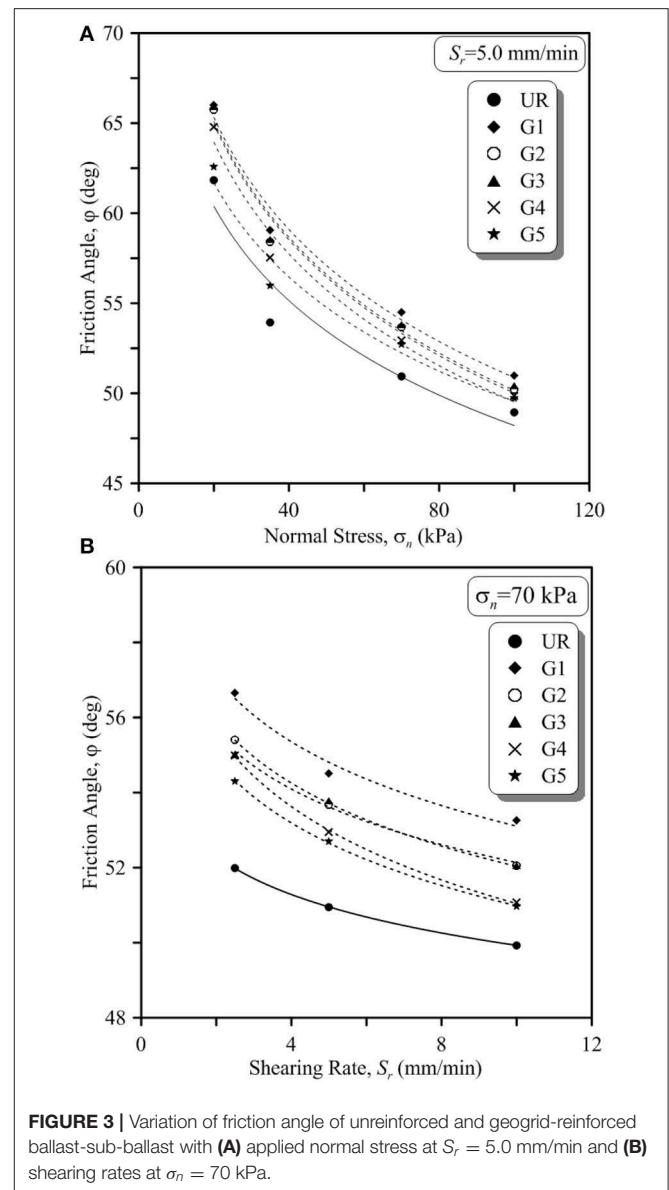 A
Sr=5.0 mm/min
UR
G1
G2
G3
G4
G5
70
65
60
55
50
45
Friction Angle, φ (deg)
0 40 80 120
Normal Stress, σn (kPa)
B
σn=70 kPa
UR
G1
G2
G3
G4
G5
60
56
52
48
Friction Angle, φ (deg)
0 4 8 12
Shearing Rate, Sr (mm/min)
FIGURE 3 | Variation of friction angle of unreinforced and geogrid-reinforced
ballast-sub-ballast with (A) applied normal stress at Sr = 5.0 mm/min and (B)
shearing rates at σn = 70 kPa.